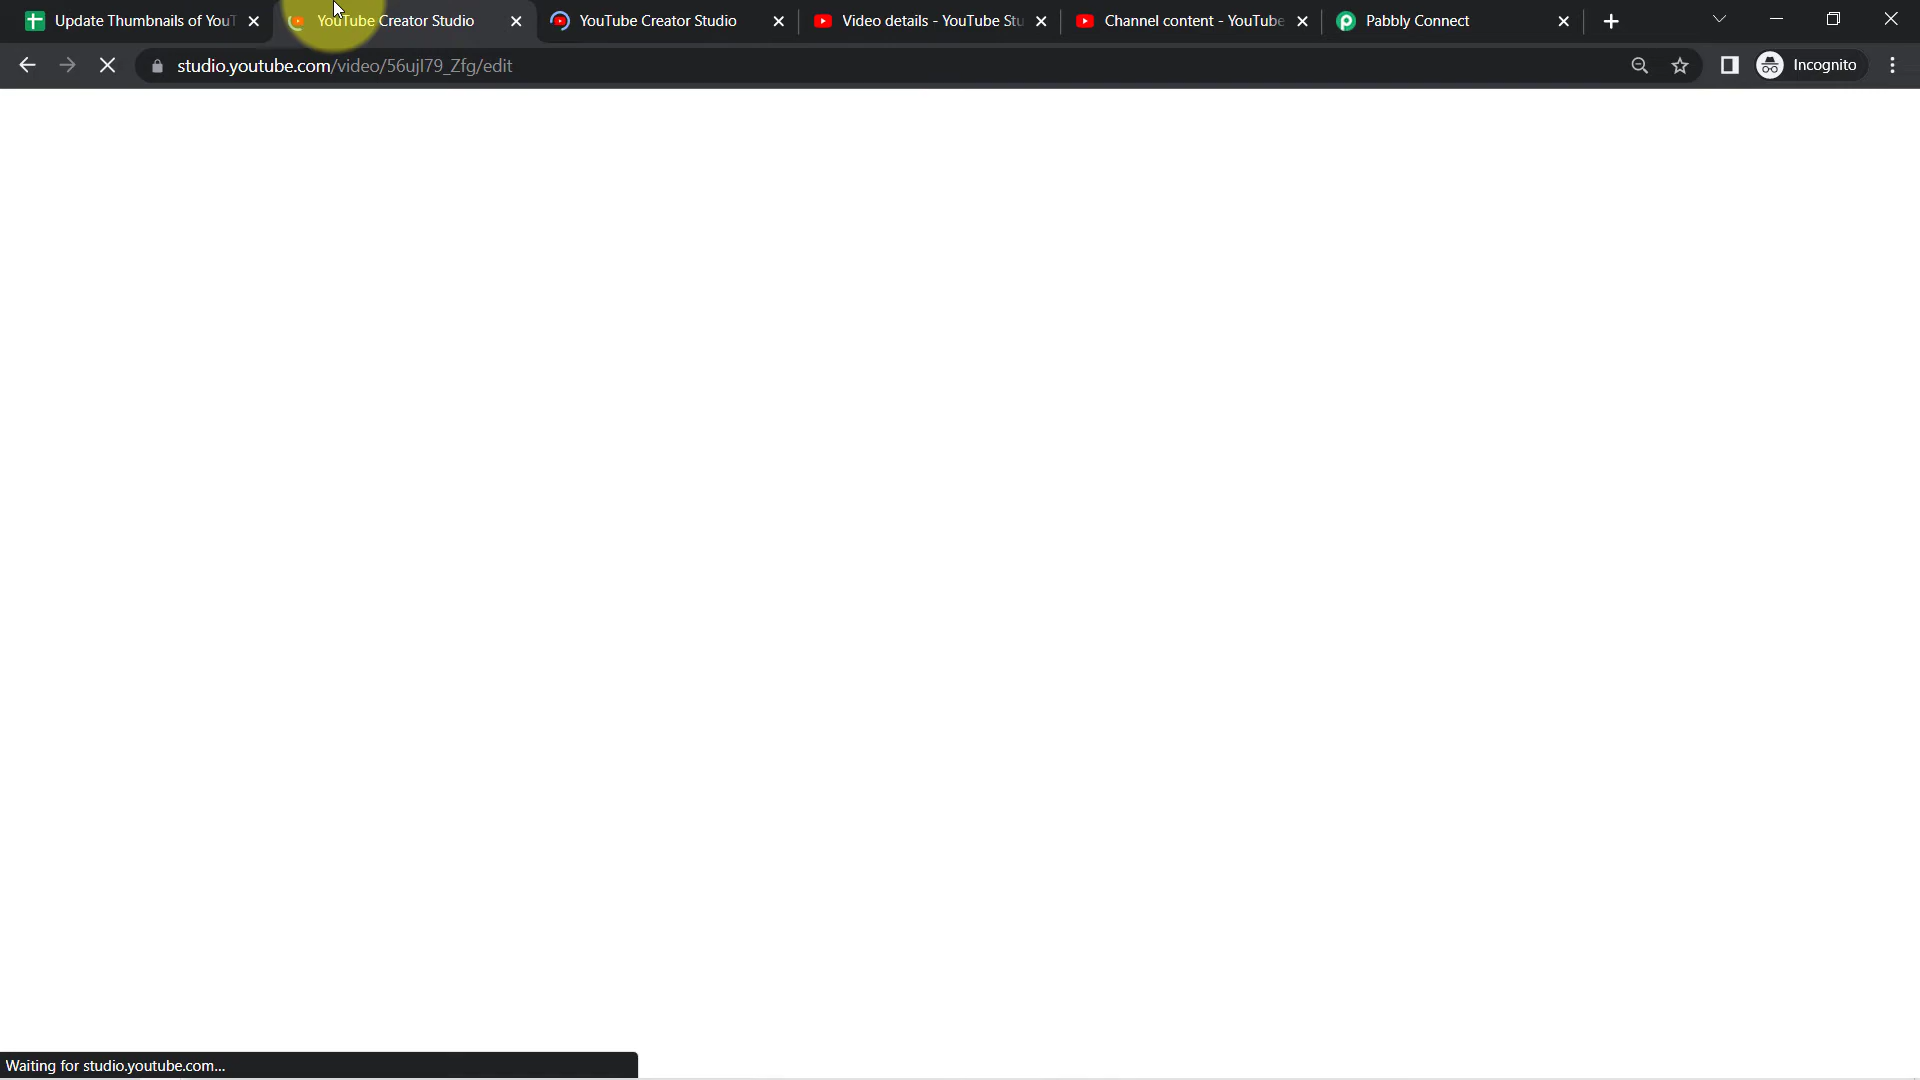 Update Thumbnails of YouT
YouTube Creator Studio
YouTube Creator Studio
Video details - YouTube Stu
Channel content - YouTube
Pabbly Connect
studio.youtube.com/video/56ujI79_Zfg/edit
Incognito
Waiting for studio.youtube.com...